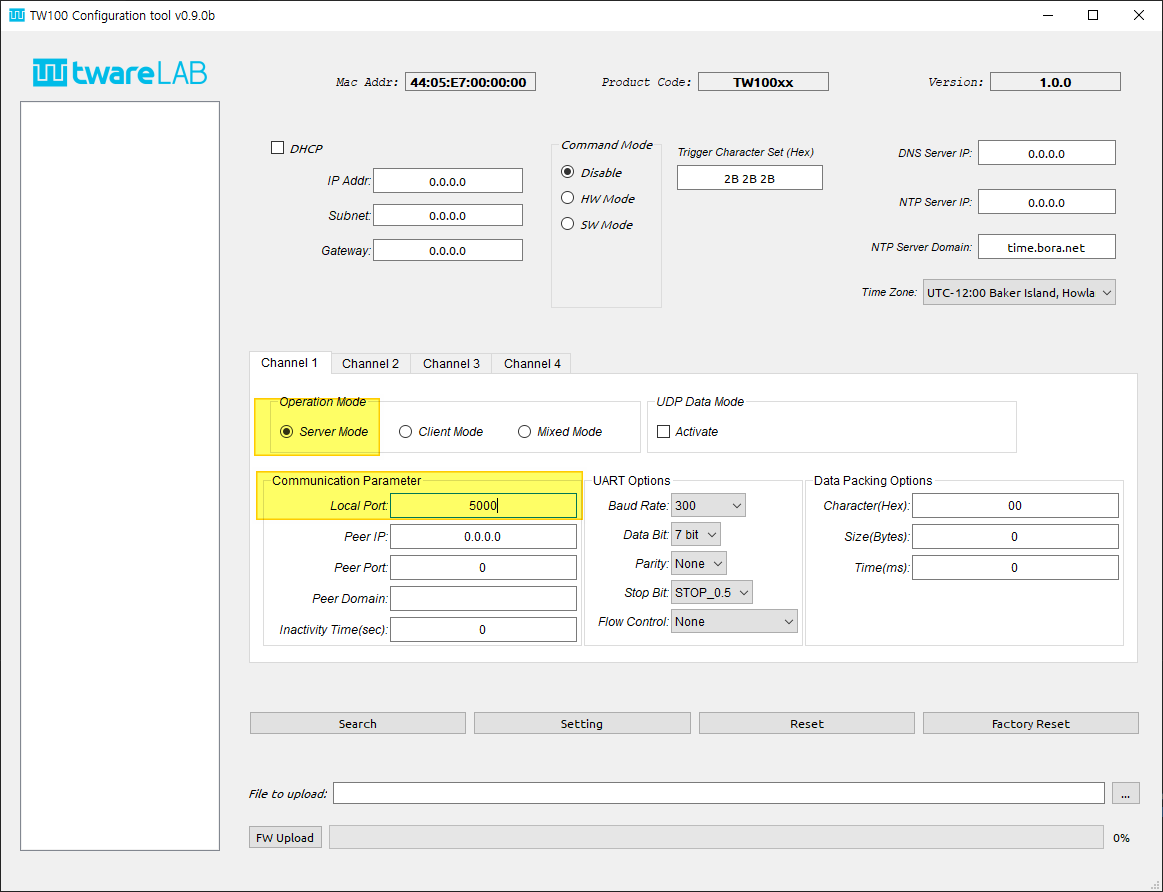 TW100 Configuration tool v0.9.0b
twareLAB
Mac Addr: 44:05:E7:00:00:00 Product Code: TW100xx Version: 1.0.0
DHCP
IP Addr: 0.0.0.0
Subnet: 0.0.0.0
Gateway: 0.0.0.0
Command Mode
Disable
HW Mode
SW Mode
Trigger Character Set (Hex)
2B 2B 2B
DNS Server IP: 0.0.0.0
NTP Server IP: 0.0.0.0
NTP Server Domain: time.bora.net
Time Zone: UTC-12:00 Baker Island, Howla
Channel 1 Channel 2 Channel 3 Channel 4
Operation Mode
Server Mode Client Mode Mixed Mode
UDP Data Mode
Activate
Communication Parameter
Local Port: 5000
Peer IP: 0.0.0.0
Peer Port: 0
Peer Domain:
Inactivity Time(sec): 0
UART Options
Baud Rate: 300
Data Bit: 7 bit
Parity: None
Stop Bit: STOP_0.5
Flow Control: None
Data Packing Options
Character(Hex): 00
Size(Bytes): 0
Time(ms): 0
Search Setting Reset Factory Reset
File to upload: ...
FW Upload 0%